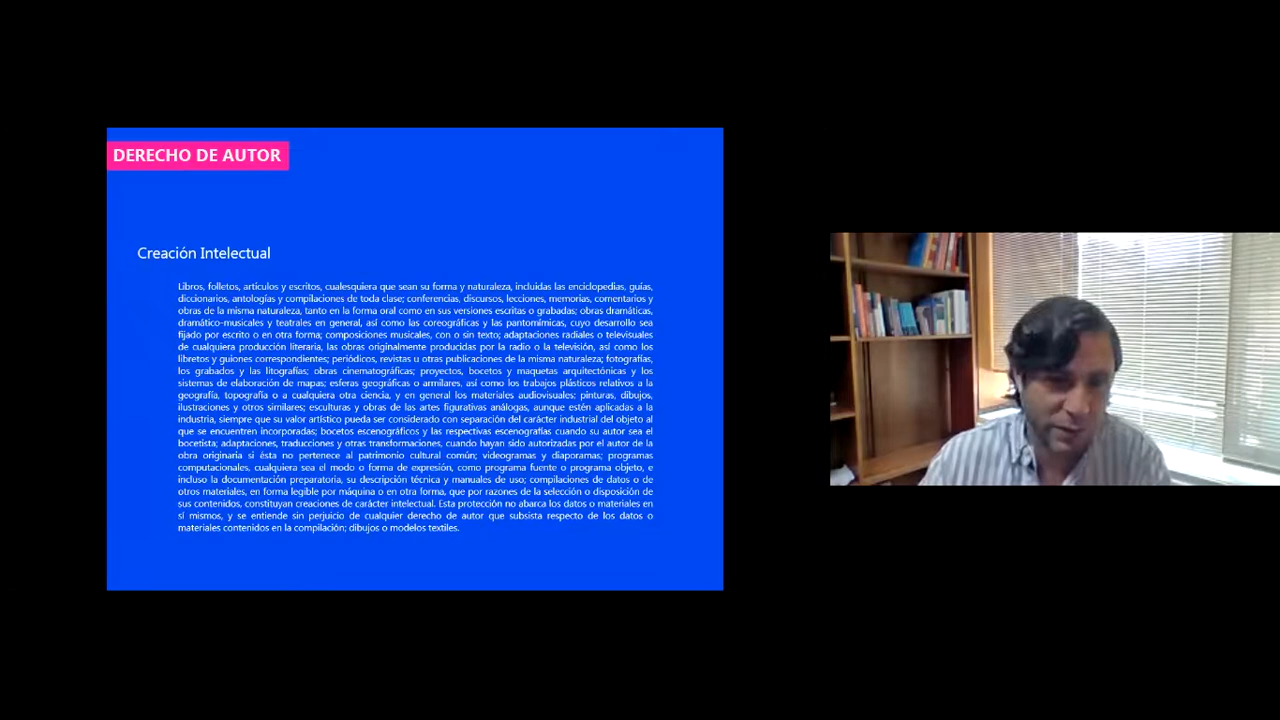 DERECHO DE AUTOR
Creación Intelectual
Libros, folletos, artículos y escritos, cualesquiera que sean su forma y naturaleza, incluidas las enciclopedias, guías,
diccionarios, antologías y compilaciones de toda clase; conferencias, discursos, lecciones, memorias, comentarios y
obras de la misma naturaleza, tanto en la forma oral como en sus versiones escritas o grabadas; obras dramáticas,
dramático-musicales y teatrales en general, así como las coreográficas y las pantomímicas, cuyo desarrollo sea
fijado por escrito o en otra forma; composiciones musicales, con o sin texto; adaptaciones radiales o televisuales
de cualquiera producción literaria, las obras originalmente producidas por la radio o la televisión, así como los
libretos y guiones correspondientes; periódicos, revistas u otras publicaciones de la misma naturaleza; fotografías,
los grabados y las litografías; obras cinematográficas; proyectos, bocetos y maquetas arquitectónicas y los
sistemas de elaboración de mapas; esferas geográficas o armilares, así como los trabajos plásticos relativos a la
geografía, topografía o a cualquiera otra ciencia, y en general los materiales audiovisuales; pinturas, dibujos,
ilustraciones y otros similares; esculturas y obras de las artes figurativas análogas, aunque estén aplicadas a la
industria, siempre que su valor artístico pueda ser considerado con separación del carácter industrial del objeto al
que se encuentren incorporadas; bocetos escenográficos y las respectivas escenografías cuando su autor sea el
bocetista; adaptaciones, traducciones y otras transformaciones, cuando hayan sido autorizadas por el autor de la
obra originaria si ésta no pertenece al patrimonio cultural común; videogramas y diaporamas; programas
computacionales, cualquiera sea el modo o forma de expresión, como programa fuente o programa objeto, e
incluso la documentación preparatoria, su descripción técnica y manuales de uso; compilaciones de datos o de
otros materiales, en forma legible por máquina o en otra forma, que por razones de la selección o disposición de
sus contenidos, constituyan creaciones de carácter intelectual. Esta protección no abarca los datos o materiales en
sí mismos, y se entiende sin perjuicio de cualquier derecho de autor que subsista respecto de los datos o
materiales contenidos en la compilación; dibujos o modelos textiles.